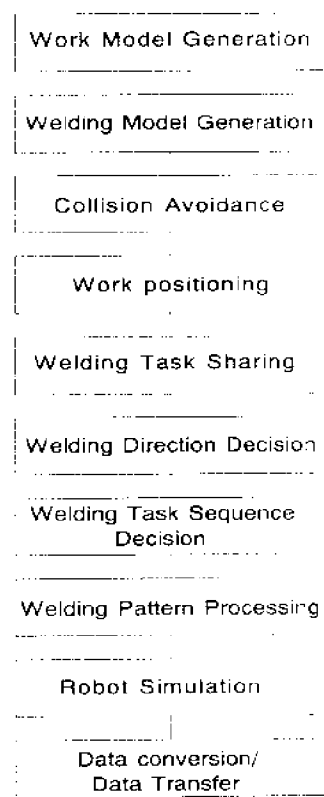 Work Model Generation
Welding Model Generation
Collision Avoidance
Work positioning
Welding Task Sharing
Welding Direction Decision
Welding Task Sequence
Decision
Welding Pattern Processing
Robot Simulation
Data conversion/
Data Transfer